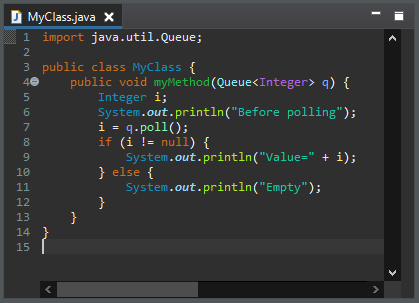 MyClass.java
1 import java.util.Queue;
2
3 public class MyClass {
4 public void myMethod(Queue<Integer> q) {
5 Integer i;
6 System.out.println("Before polling");
7 i = q.poll();
8 if (i != null) {
9 System.out.println("Value=" + i);
10 } else {
11 System.out.println("Empty");
12 }
13 }
14 }
15